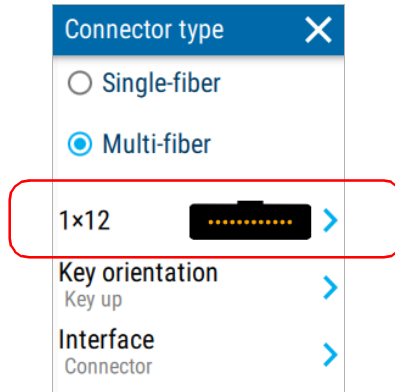 Connector type
Single-fiber
Multi-fiber
1×12
Key orientation
Key up
Interface
Connector